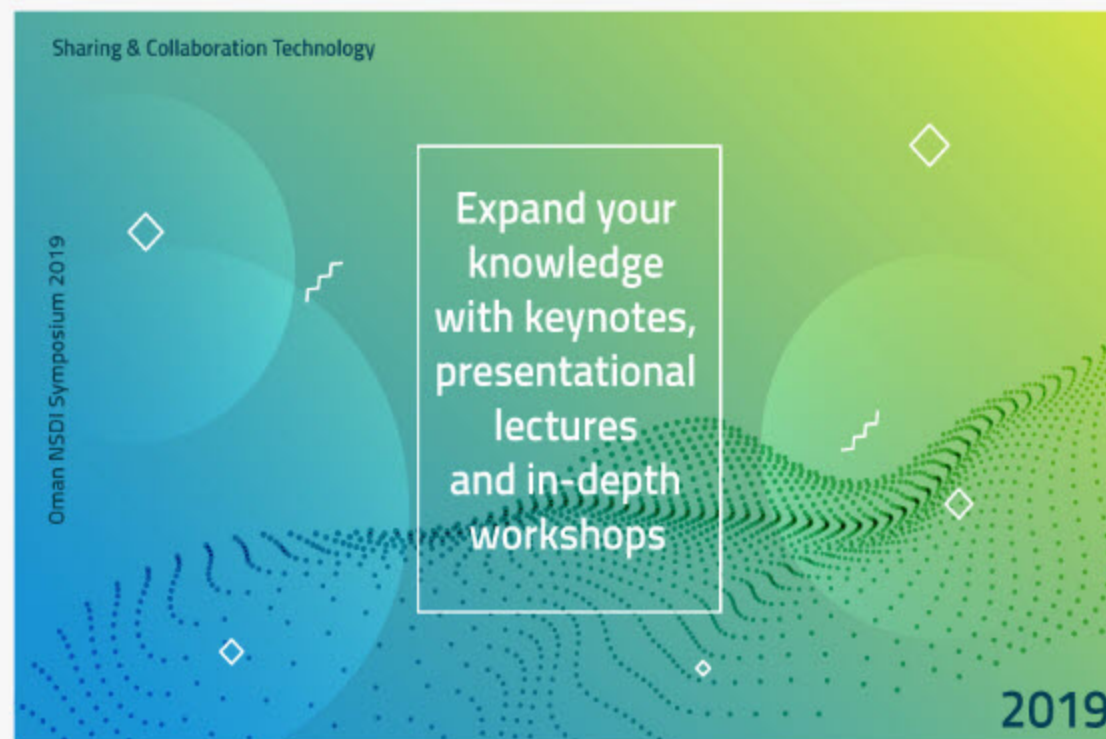 Sharing & Collaboration Technology
Oman NSDI Symposium 2019
Expand your
knowledge
with keynotes,
presentational
lectures
and in-depth
workshops
2019